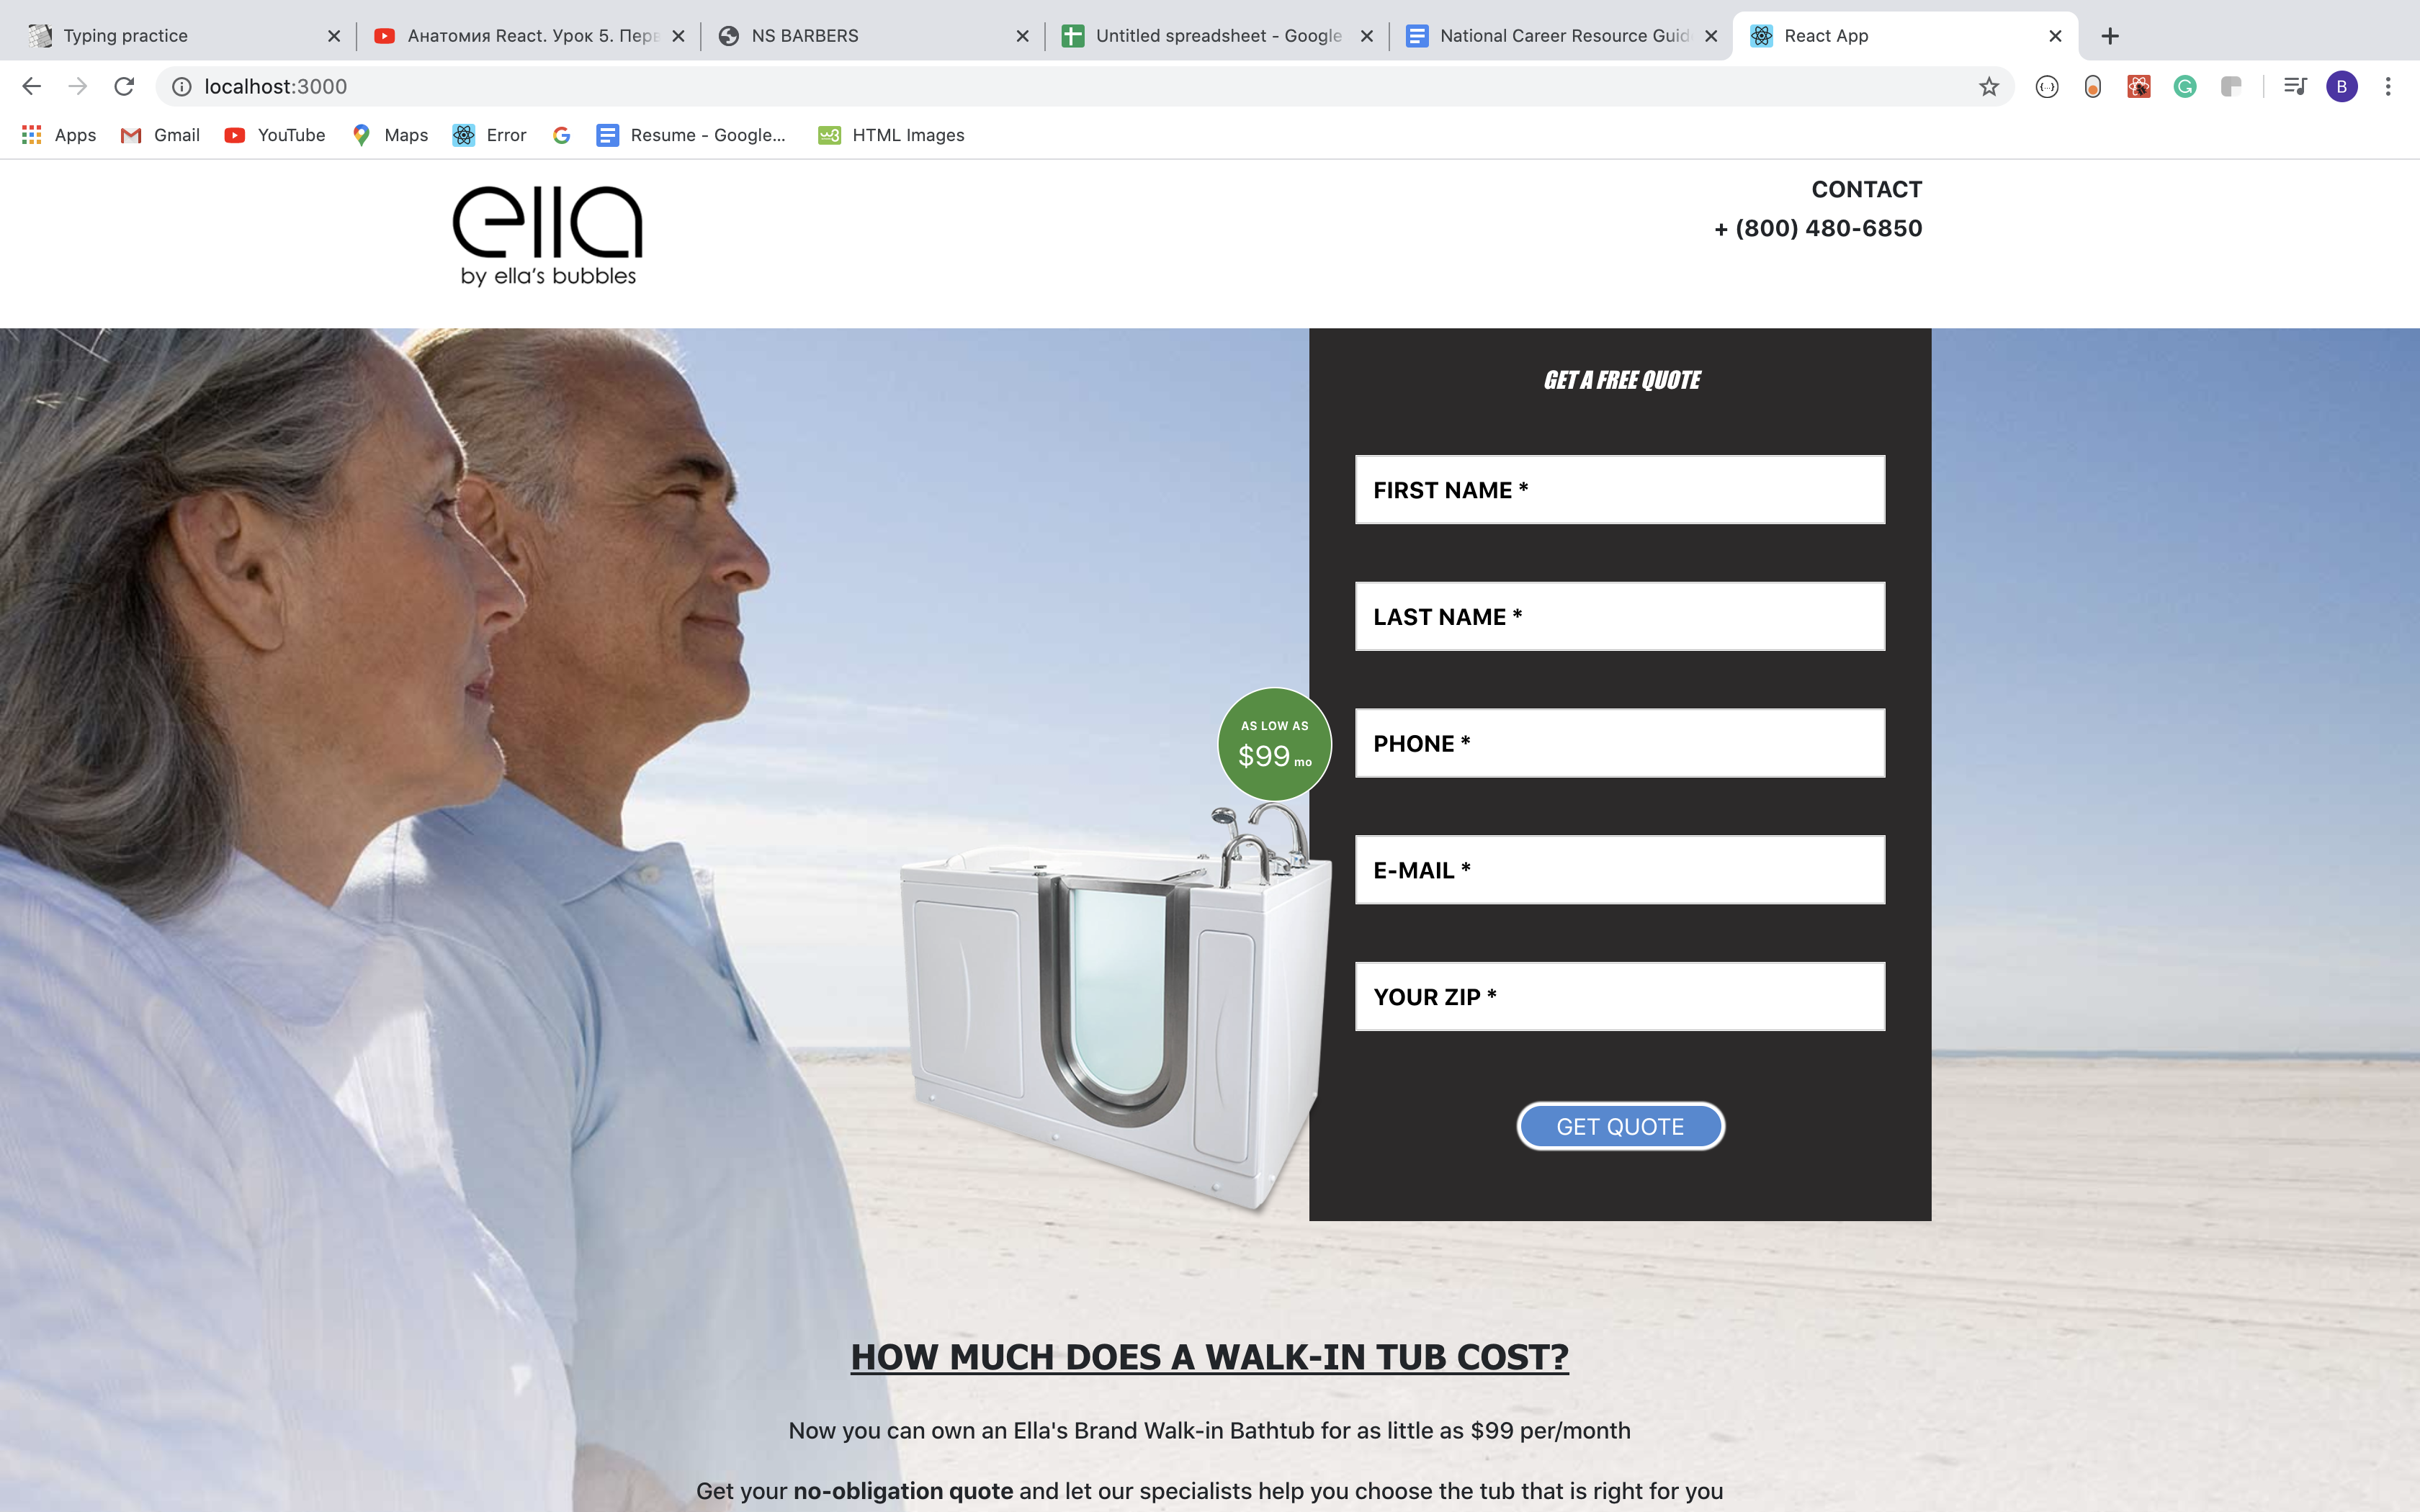 Typing practice
Анатомия React. Урок 5. Пер
NS BARBERS
Untitled spreadsheet - Google
National Career Resource Guid
React App
localhost:3000
B
Apps
Gmail
YouTube
Maps
Error
Resume - Google...
HTML Images
ella
by ella's bubbles
CONTACT
+ (800) 480-6850
GET A FREE QUOTE
FIRST NAME *
LAST NAME *
PHONE *
E-MAIL *
YOUR ZIP *
GET QUOTE
AS LOW AS
$99 mo
HOW MUCH DOES A WALK-IN TUB COST?
Now you can own an Ella's Brand Walk-in Bathtub for as little as $99 per/month
Get your no-obligation quote and let our specialists help you choose the tub that is right for you